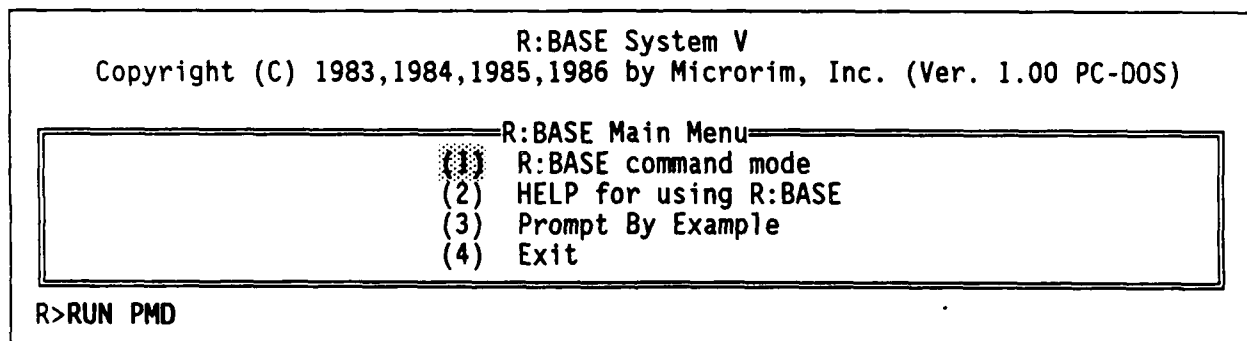 R:BASE System V
Copyright (C) 1983,1984,1985,1986 by Microrim, Inc. (Ver. 1.00 PC-DOS)
R:BASE Main Menu
(1) R:BASE command mode
(2) HELP for using R:BASE
(3) Prompt By Example
(4) Exit
R>RUN PMD